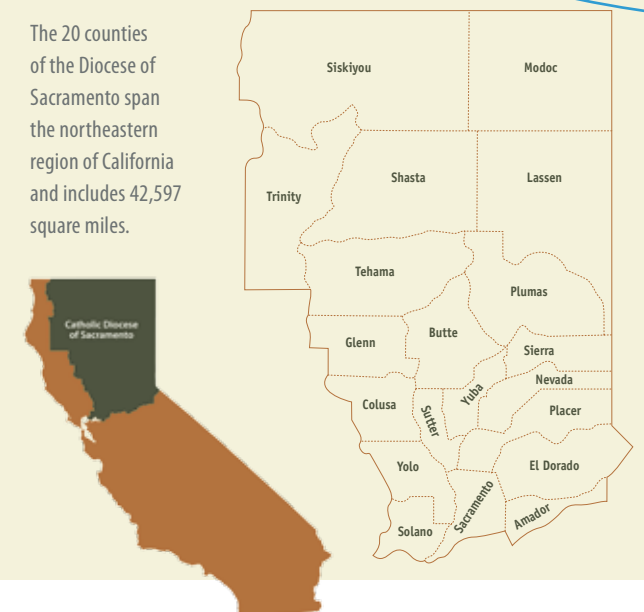 The 20 counties
of the Diocese of
Sacramento span
the northeastern
region of California
and includes 42,597
square miles.
Catholic Diocese
of Sacramento
Siskiyou
Modoc
Trinity
Shasta
Lassen
Tehama
Plumas
Glenn
Butte
Sierra
Nevada
Colusa
Sutter
Yuba
Placer
Yolo
El Dorado
Solano
Sacramento
Amador